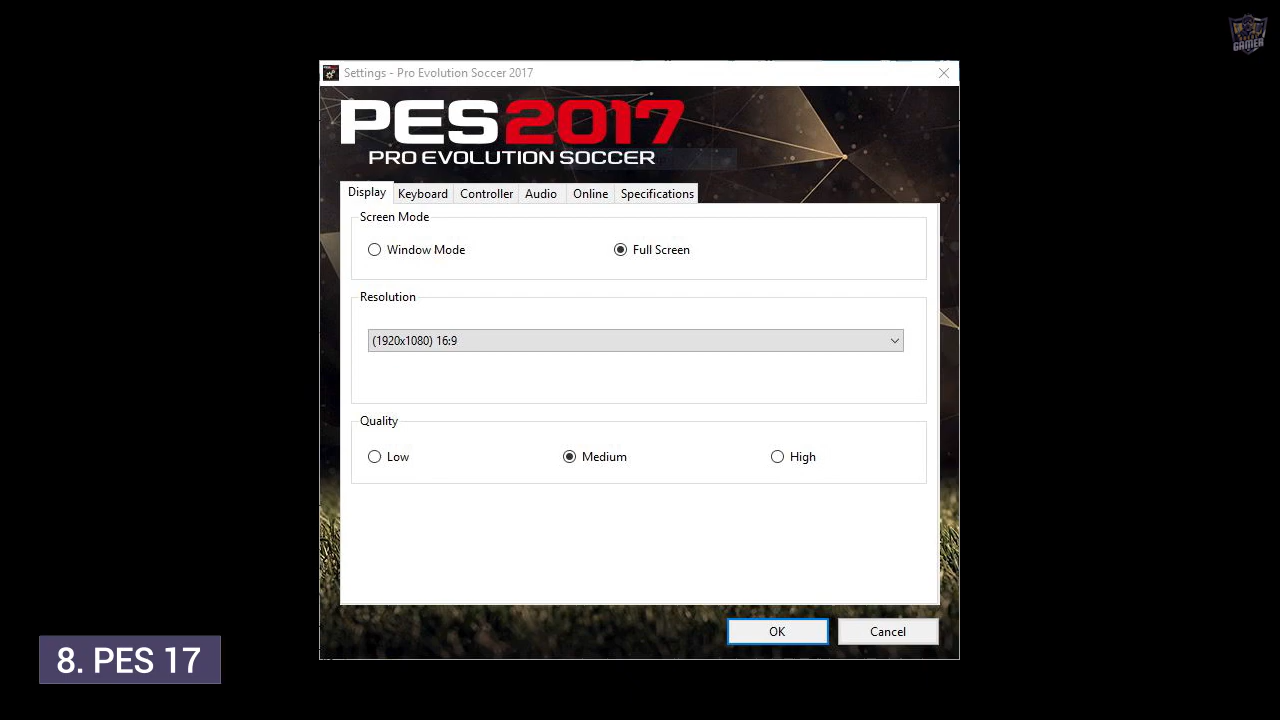 GAMER
Settings - Pro Evolution Soccer 2017
PES2017
PRO EVOLUTION SOCCER
Display Keyboard Controller Audio Online Specifications
Screen Mode
Window Mode Full Screen
Resolution
(1920x1080) 16:9
Quality
Low Medium High
OK Cancel
8. PES 17